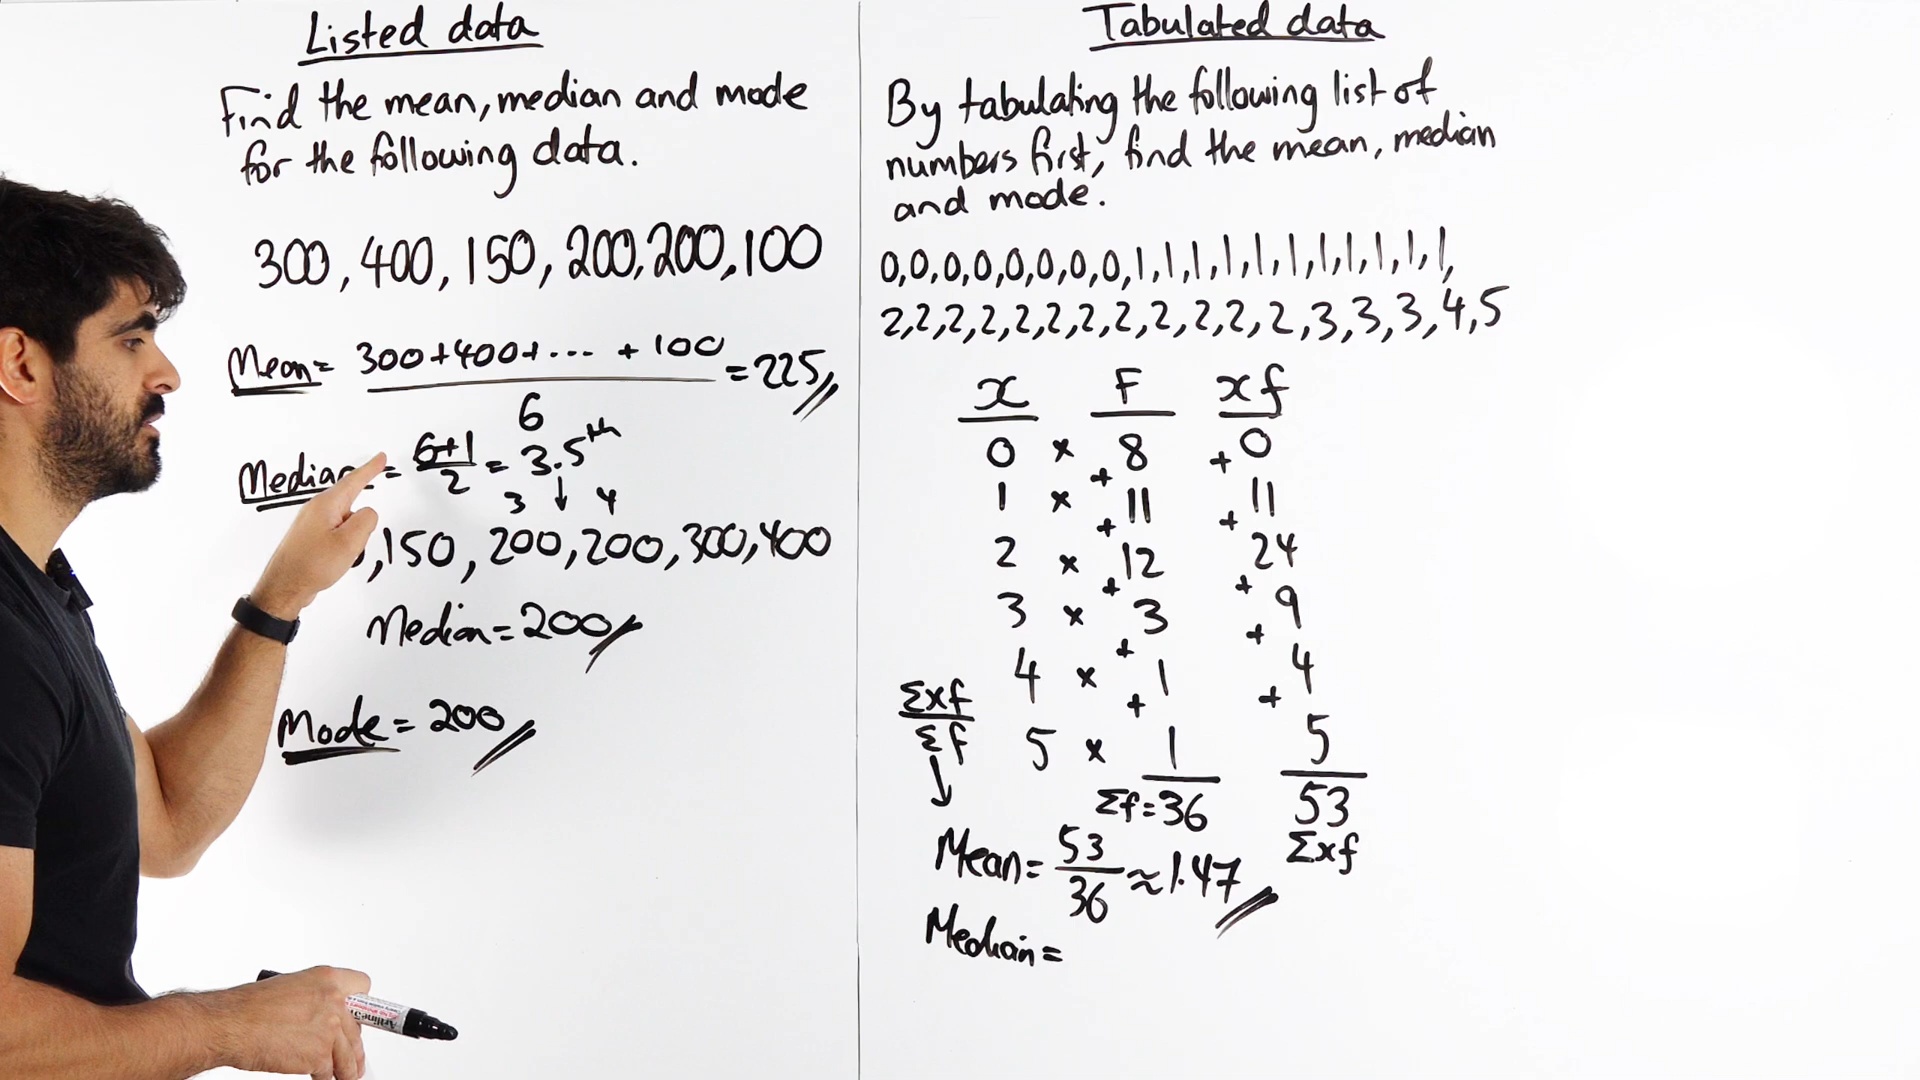 Listed data
Find the mean, median and mode
for the following data.
300, 400, 150, 200, 200, 100
Mean = 300+400+... + 100 = 225
6
Median = 6+1 = 3.5th
2
3 ↓ 4
,150, 200, 200, 300, 400
Median = 200
Mode = 200
Tabulated data
By tabulating the following list of
numbers first, find the mean, median
and mode.
0,0,0,0,0,0,0,0,1,1,1,1,1,1,1,1,1,1,1,
2,2,2,2,2,2,2,2,2,2,2,2,3,3,3,4,5
x F xf
0 × 8 + 0
+
1 × 11 + 11
+
2 × 12 + 24
+
3 × 3 + 9
+
4 × 1 + 4
+
5 × 1 5
Σxf
Σf
↓
Σf = 36 53
Σxf
Mean = 53 ≈ 1.47
36
Median =
Artline